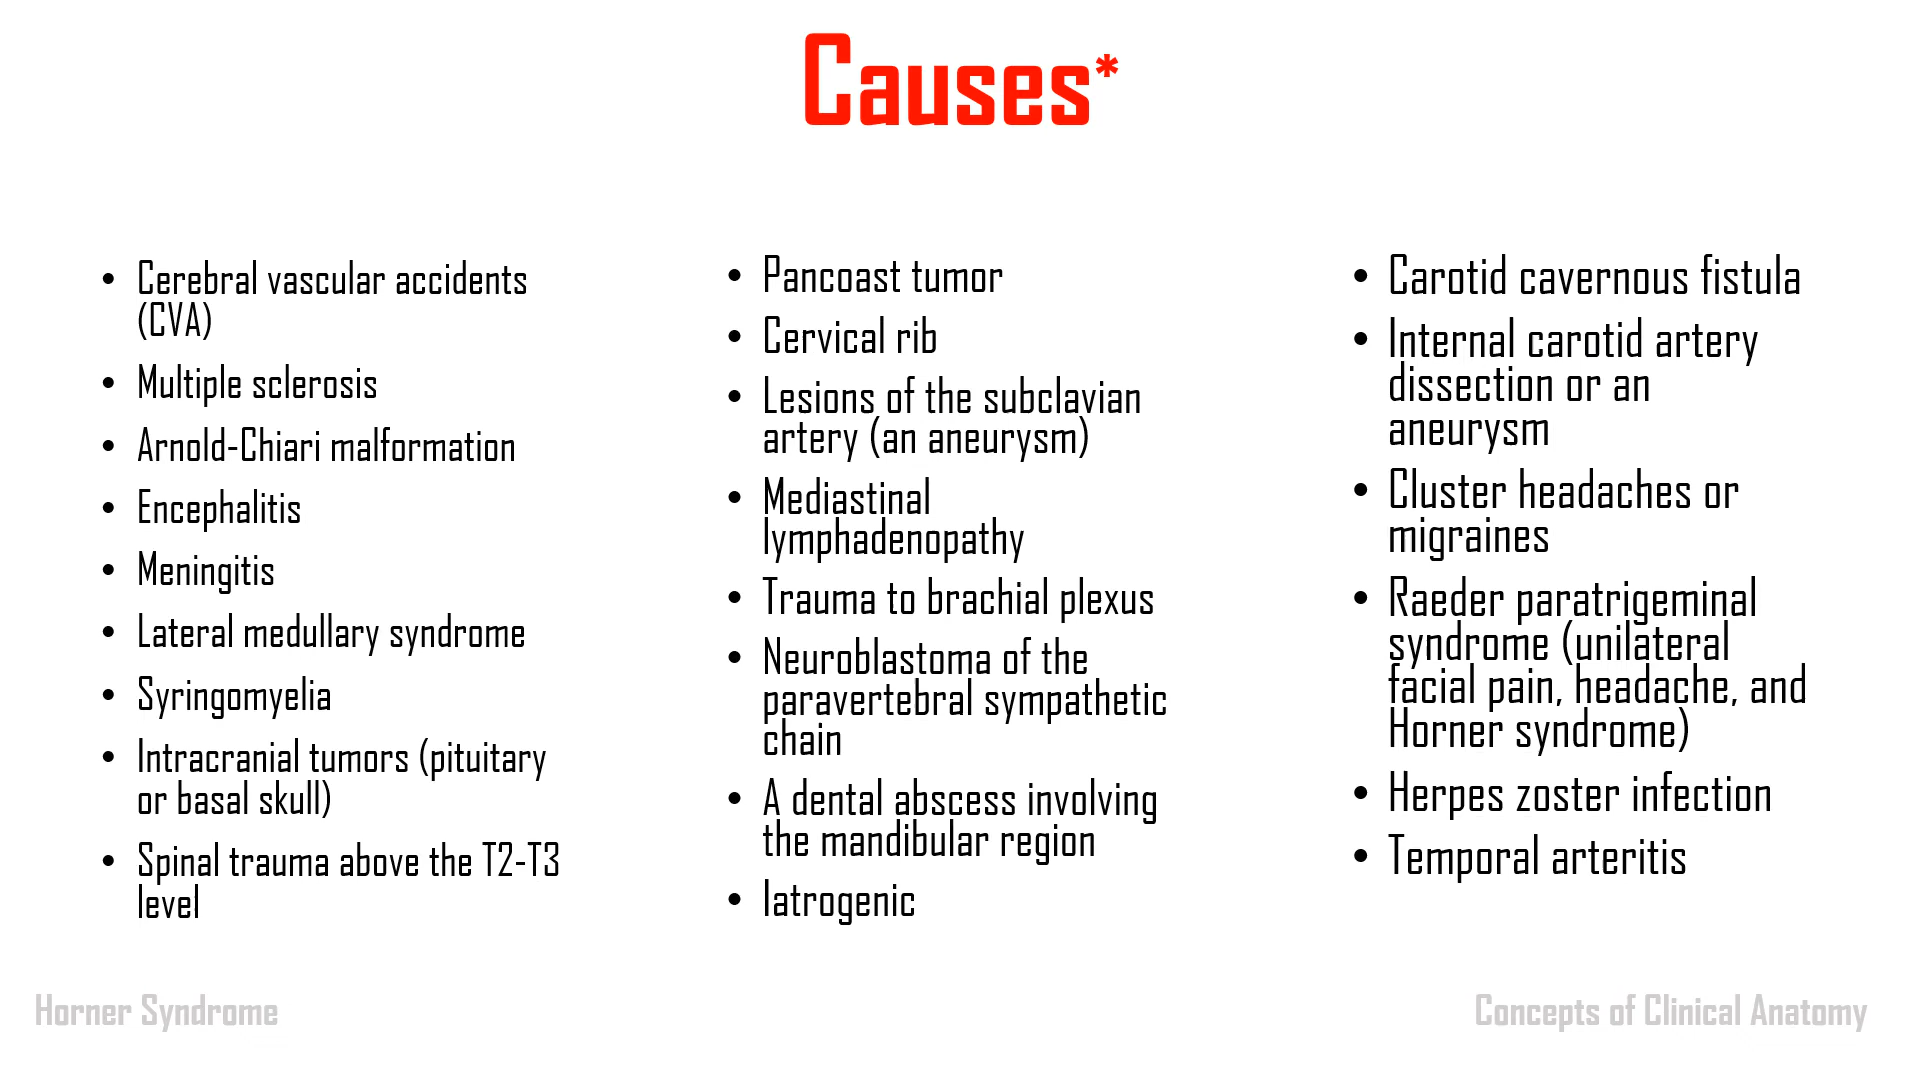 Causes*
• Cerebral vascular accidents
(CVA)
• Multiple sclerosis
• Arnold-Chiari malformation
• Encephalitis
• Meningitis
• Lateral medullary syndrome
• Syringomyelia
• Intracranial tumors (pituitary
or basal skull)
• Spinal trauma above the T2-T3
level
• Pancoast tumor
• Cervical rib
• Lesions of the subclavian
artery (an aneurysm)
• Mediastinal
lymphadenopathy
• Trauma to brachial plexus
• Neuroblastoma of the
paravertebral sympathetic
chain
• A dental abscess involving
the mandibular region
• Iatrogenic
• Carotid cavernous fistula
• Internal carotid artery
dissection or an
aneurysm
• Cluster headaches or
migraines
• Raeder paratrigeminal
syndrome (unilateral
facial pain, headache, and
Horner syndrome)
• Herpes zoster infection
• Temporal arteritis
Horner Syndrome
Concepts of Clinical Anatomy